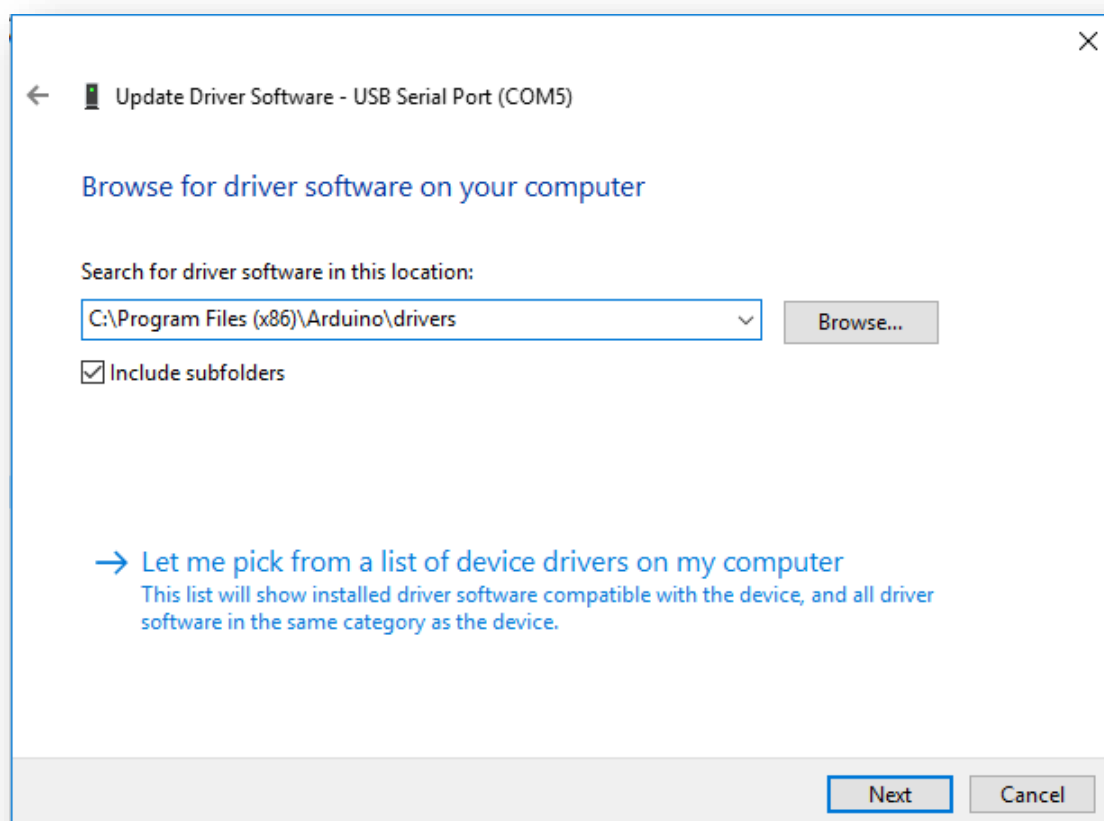 Update Driver Software - USB Serial Port (COM5)
Browse for driver software on your computer
Search for driver software in this location:
C:\Program Files (x86)\Arduino\drivers
Browse...
Include subfolders
Let me pick from a list of device drivers on my computer
This list will show installed driver software compatible with the device, and all driver
software in the same category as the device.
Next
Cancel